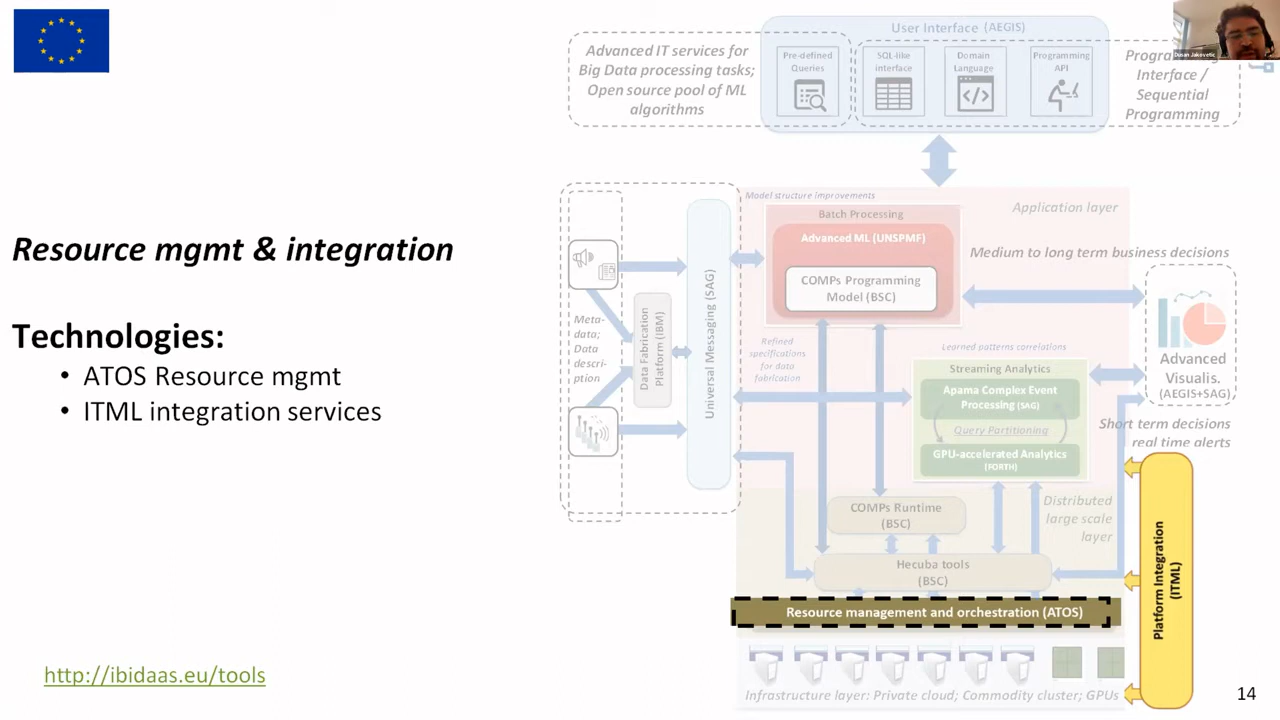 Resource mgmt & integration
Technologies:
• ATOS Resource mgmt
• ITML integration services
http://ibidaas.eu/tools
Advanced IT services for
Big Data processing tasks;
Open source pool of ML
algorithms
User Interface (AEGIS)
Pre-defined
Queries
SQL-like
interface
Domain
Language
Programming
API
Dusan Jakovetic
Interface /
Sequential
Programming
Model structure improvements
Batch Processing
Advanced ML (UNSPMF)
COMPs Programming
Model (BSC)
Application layer
Medium to long term business decisions
Meta-
data;
Data
descri-
ption
Data Fabrication
Platform (IBM)
Universal Messaging (SAG)
Refined
specifications
for data
fabrication
Learned patterns correlations
Streaming Analytics
Apama Complex Event
Processing (SAG)
Query Partitioning
GPU-accelerated Analytics
(FORTH)
Advanced
Visualis.
(AEGIS+SAG)
Short term decisions
real time alerts
COMPs Runtime
(BSC)
Distributed
large scale
layer
Hecuba tools
(BSC)
Resource management and orchestration (ATOS)
Platform Integration
(ITML)
Infrastructure layer: Private cloud; Commodity cluster; GPUs
14